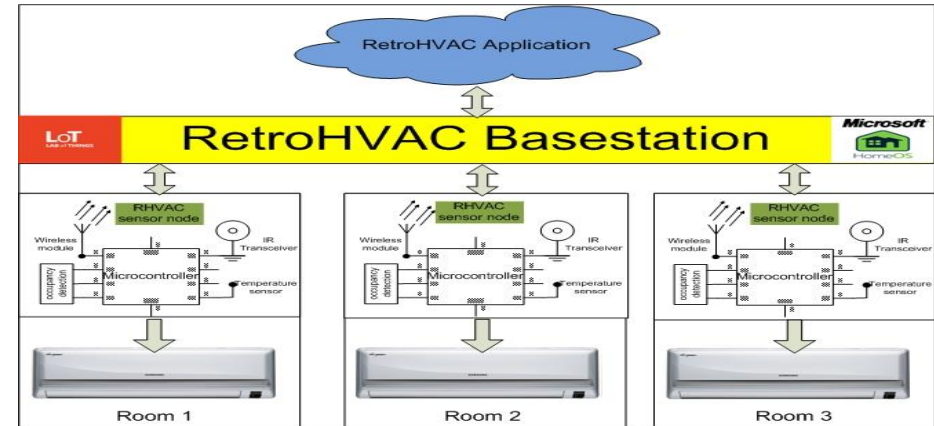 RetroHVAC Application
LoT
LAB of THINGS
RetroHVAC Basestation
Microsoft
HomeOS
RHVAC
sensor node
Wireless
module
IR
Transceiver
Microcontroller
occupancy
detection
Temperature
sensor
Room 1
RHVAC
sensor node
Wireless
module
IR
Transceiver
Microcontroller
occupancy
detection
Temperature
sensor
Room 2
RHVAC
sensor node
Wireless
module
IR
Transceiver
Microcontroller
occupancy
detection
Temperature
sensor
Room 3